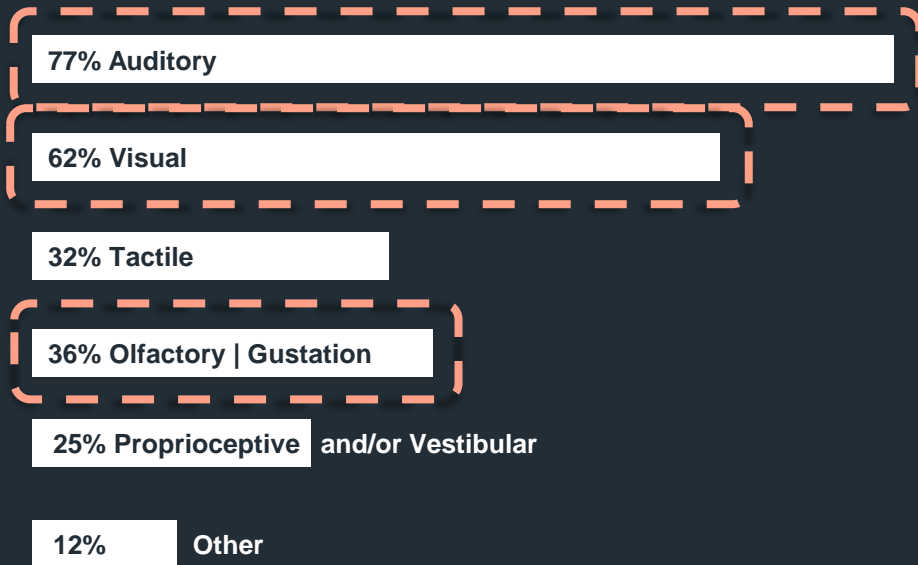 77% Auditory
62% Visual
32% Tactile
36% Olfactory | Gustation
25% Proprioceptive and/or Vestibular
12% Other